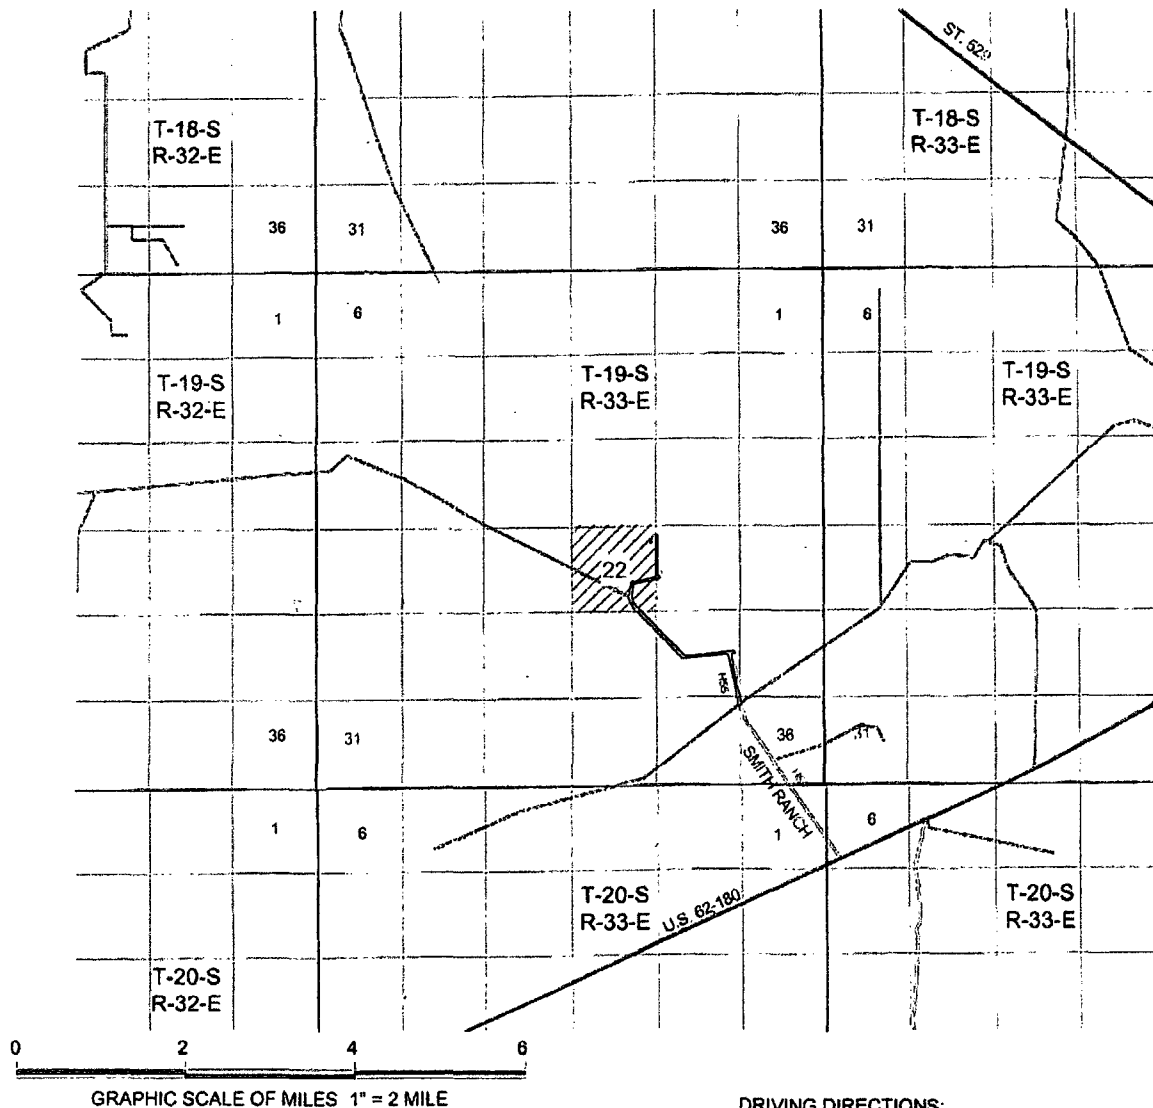 ST. 529
T-18-S
R-32-E
T-18-S
R-33-E
36
31
36
31
1
6
1
6
T-19-S
R-32-E
T-19-S
R-33-E
T-19-S
R-33-E
22
H55
36
31
36
31
SMITH RANCH
1
6
1
6
T-20-S
R-33-E
U.S. 62-180
T-20-S
R-33-E
T-20-S
R-32-E
0 2 4 6
GRAPHIC SCALE OF MILES 1" = 2 MILE
DRIVING DIRECTIONS: